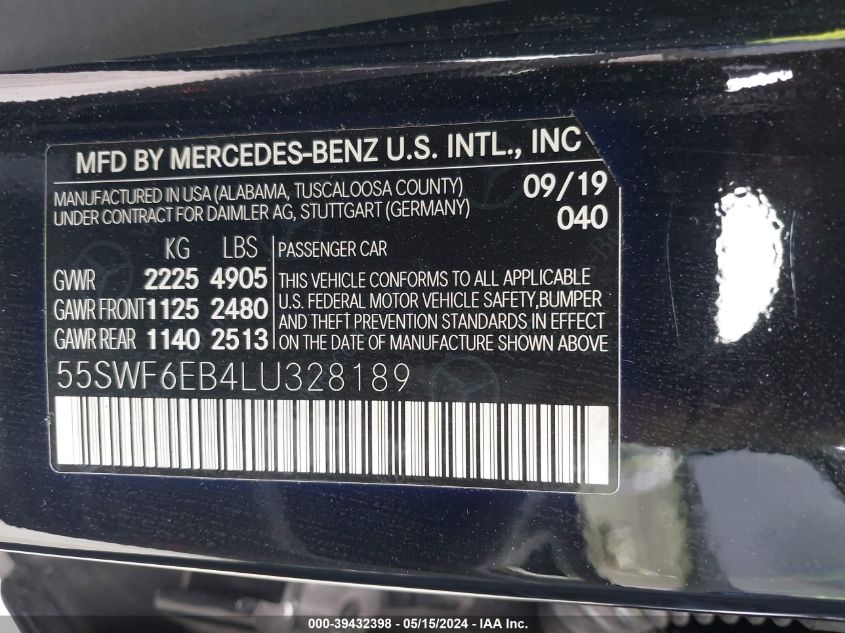 MFD BY MERCEDES-BENZ U.S. INTL., INC
MANUFACTURED IN USA (ALABAMA, TUSCALOOSA COUNTY)
UNDER CONTRACT FOR DAIMLER AG, STUTTGART (GERMANY)
09/19
040
KG LBS
GVWR 2225 4905
GAWR FRONT 1125 2480
GAWR REAR 1140 2513
PASSENGER CAR
THIS VEHICLE CONFORMS TO ALL APPLICABLE
U.S. FEDERAL MOTOR VEHICLE SAFETY,BUMPER
AND THEFT PREVENTION STANDARDS IN EFFECT
ON THE DATE OF MANUFACTURE SHOWN ABOVE.
55SWF6EB4LU328189
000-39432398 - 05/15/2024 - IAA Inc.